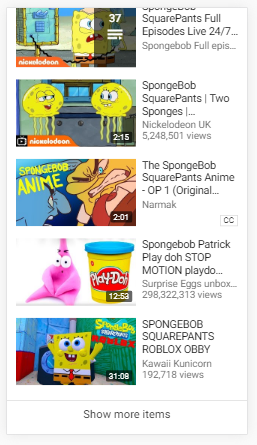 SpongeBob
37
SquarePants Full
Episodes Live 24/7...
Spongebob Full epis...
nickelodeon
SpongeBob
SquarePants | Two
Sponges |...
Nickelodeon UK
5,248,501 views
2:15
nickelodeon
The SpongeBob
SquarePants Anime
- OP 1 (Original...
Narmak
CC
SPONGEBOB
ANIME
2:01
Spongebob Patrick
Play doh STOP
MOTION playdo...
Surprise Eggs unbox...
298,322,313 views
Play-Doh
12:53
SPONGEBOB
SQUAREPANTS
ROBLOX OBBY
Kawaii Kunicorn
192,718 views
SpongeBob
SQUAREPANTS
ROBLOX
31:08
Show more items